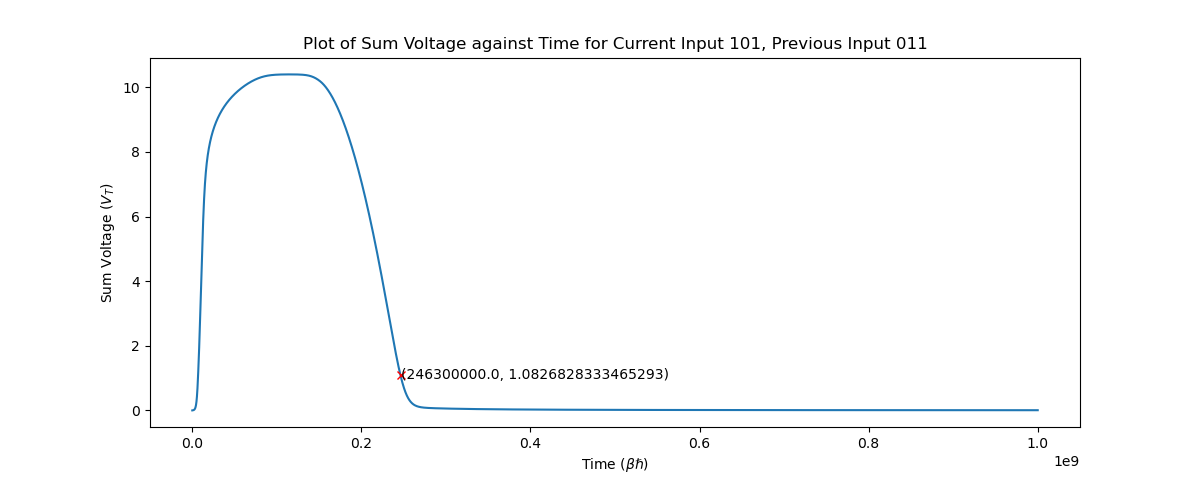 Plot of Sum Voltage against Time for Current Input 101, Previous Input 011
10
8
6
4
2
0
Sum Voltage (V_T)
(246300000.0, 1.0826828333465293)
0.0 0.2 0.4 0.6 0.8 1.0
1e9
Time (βℏ)